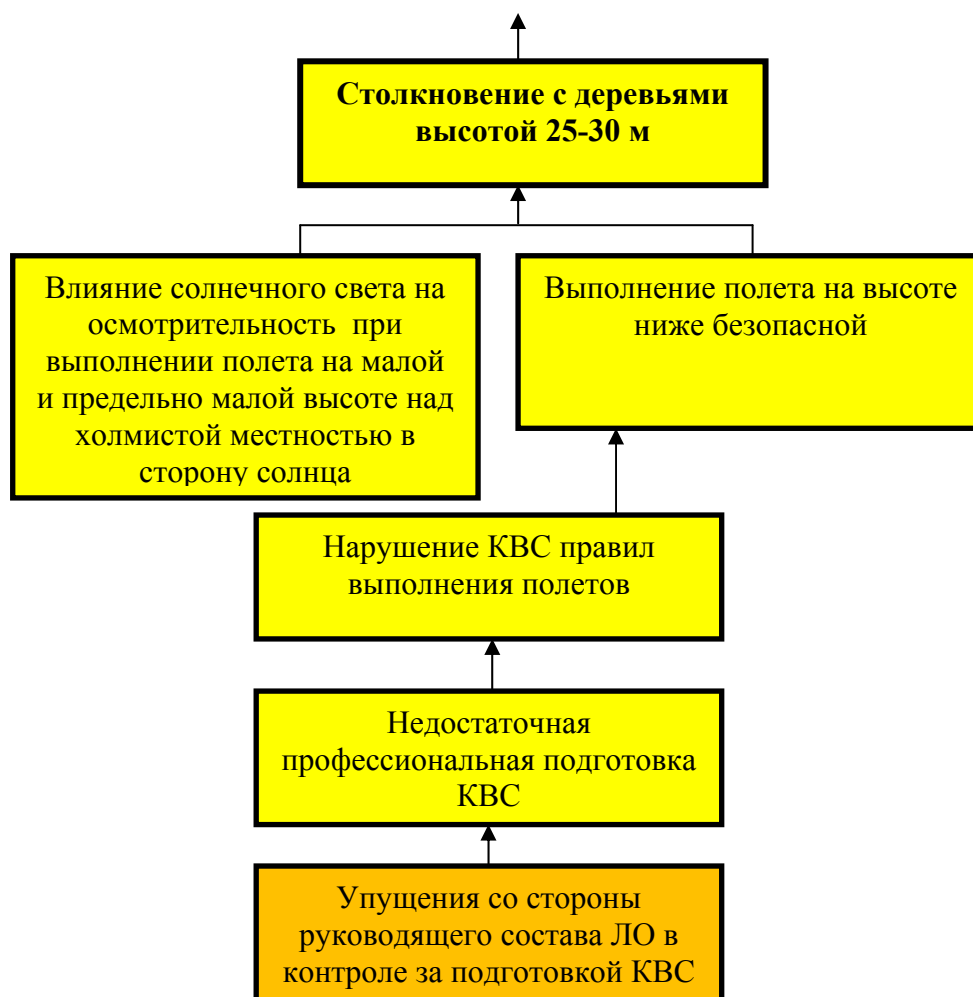 Столкновение с деревьями
высотой 25-30 м
Влияние солнечного света на
осмотрительность при
выполнении полета на малой
и предельно малой высоте над
холмистой местностью в
сторону солнца
Выполнение полета на высоте
ниже безопасной
Нарушение КВС правил
выполнения полетов
Недостаточная
профессиональная подготовка
КВС
Упущения со стороны
руководящего состава ЛО в
контроле за подготовкой КВС